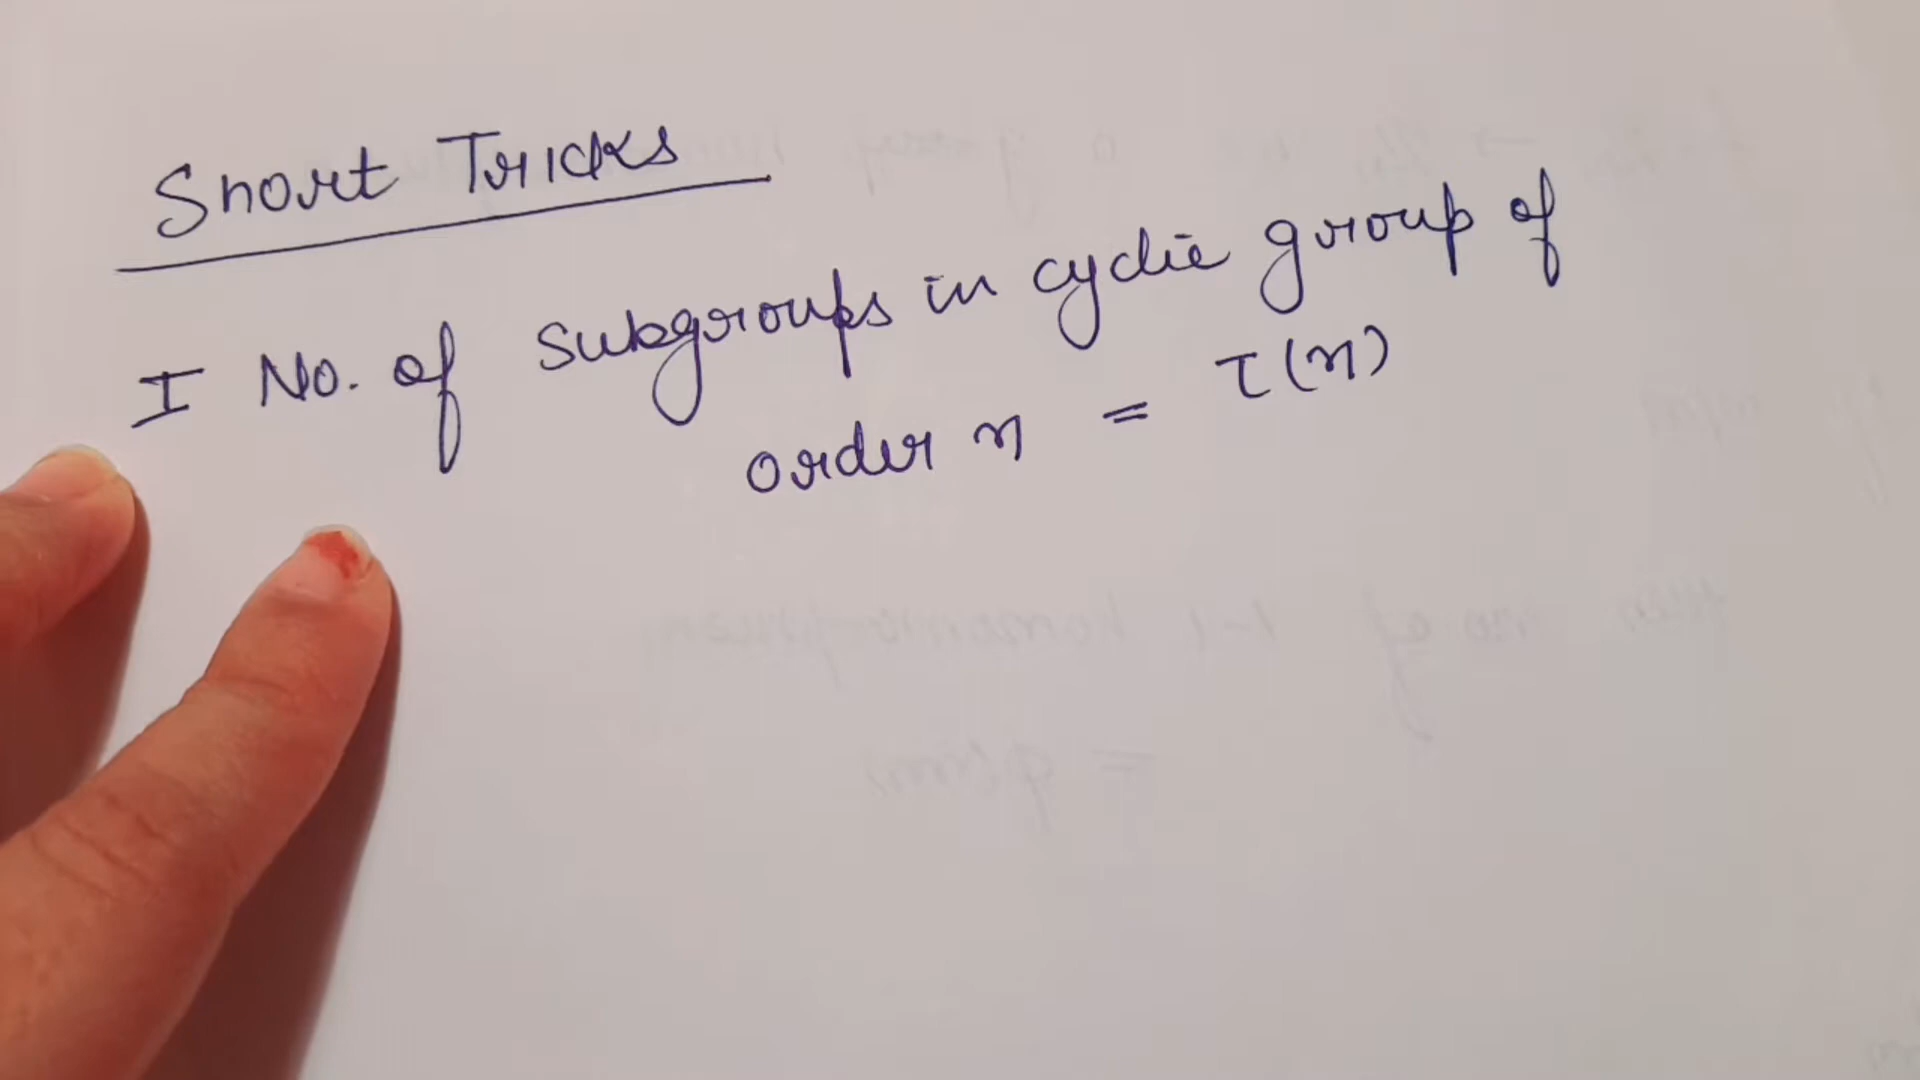 Short Tricks
I No. of subgroups in cyclic group of
order n = τ(n)